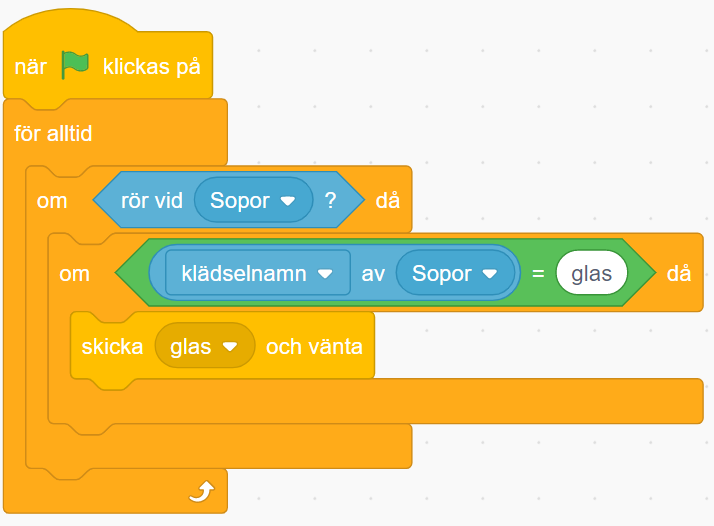 när klickas på
för alltid
om rör vid Sopor ? då
om klädselnamn av Sopor = glas då
skicka glas och vänta